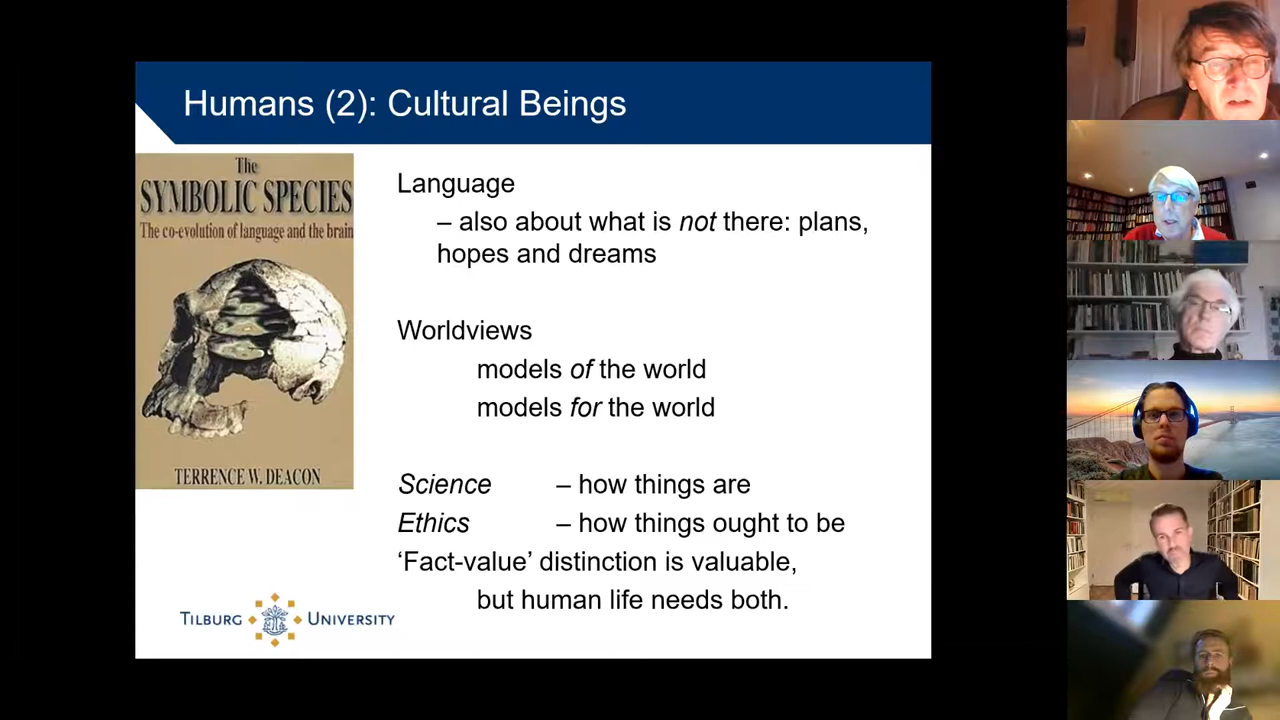 Humans (2): Cultural Beings
The
SYMBOLIC SPECIES
The co-evolution of language and the brain
TERRENCE W. DEACON
Language
– also about what is not there: plans,
hopes and dreams
Worldviews
models of the world
models for the world
Science – how things are
Ethics – how things ought to be
‘Fact-value’ distinction is valuable,
but human life needs both.
TILBURG UNIVERSITY